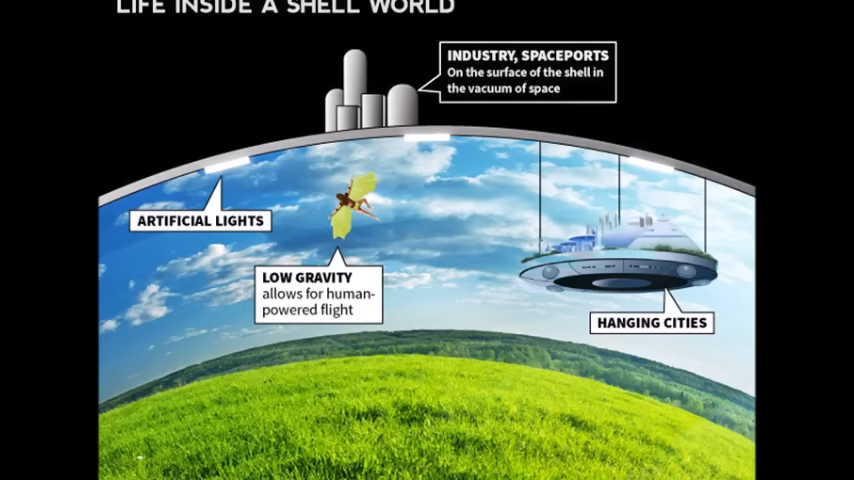 LIFE INSIDE A SHELL WORLD
INDUSTRY, SPACEPORTS
On the surface of the shell in
the vacuum of space
ARTIFICIAL LIGHTS
LOW GRAVITY
allows for human-
powered flight
HANGING CITIES